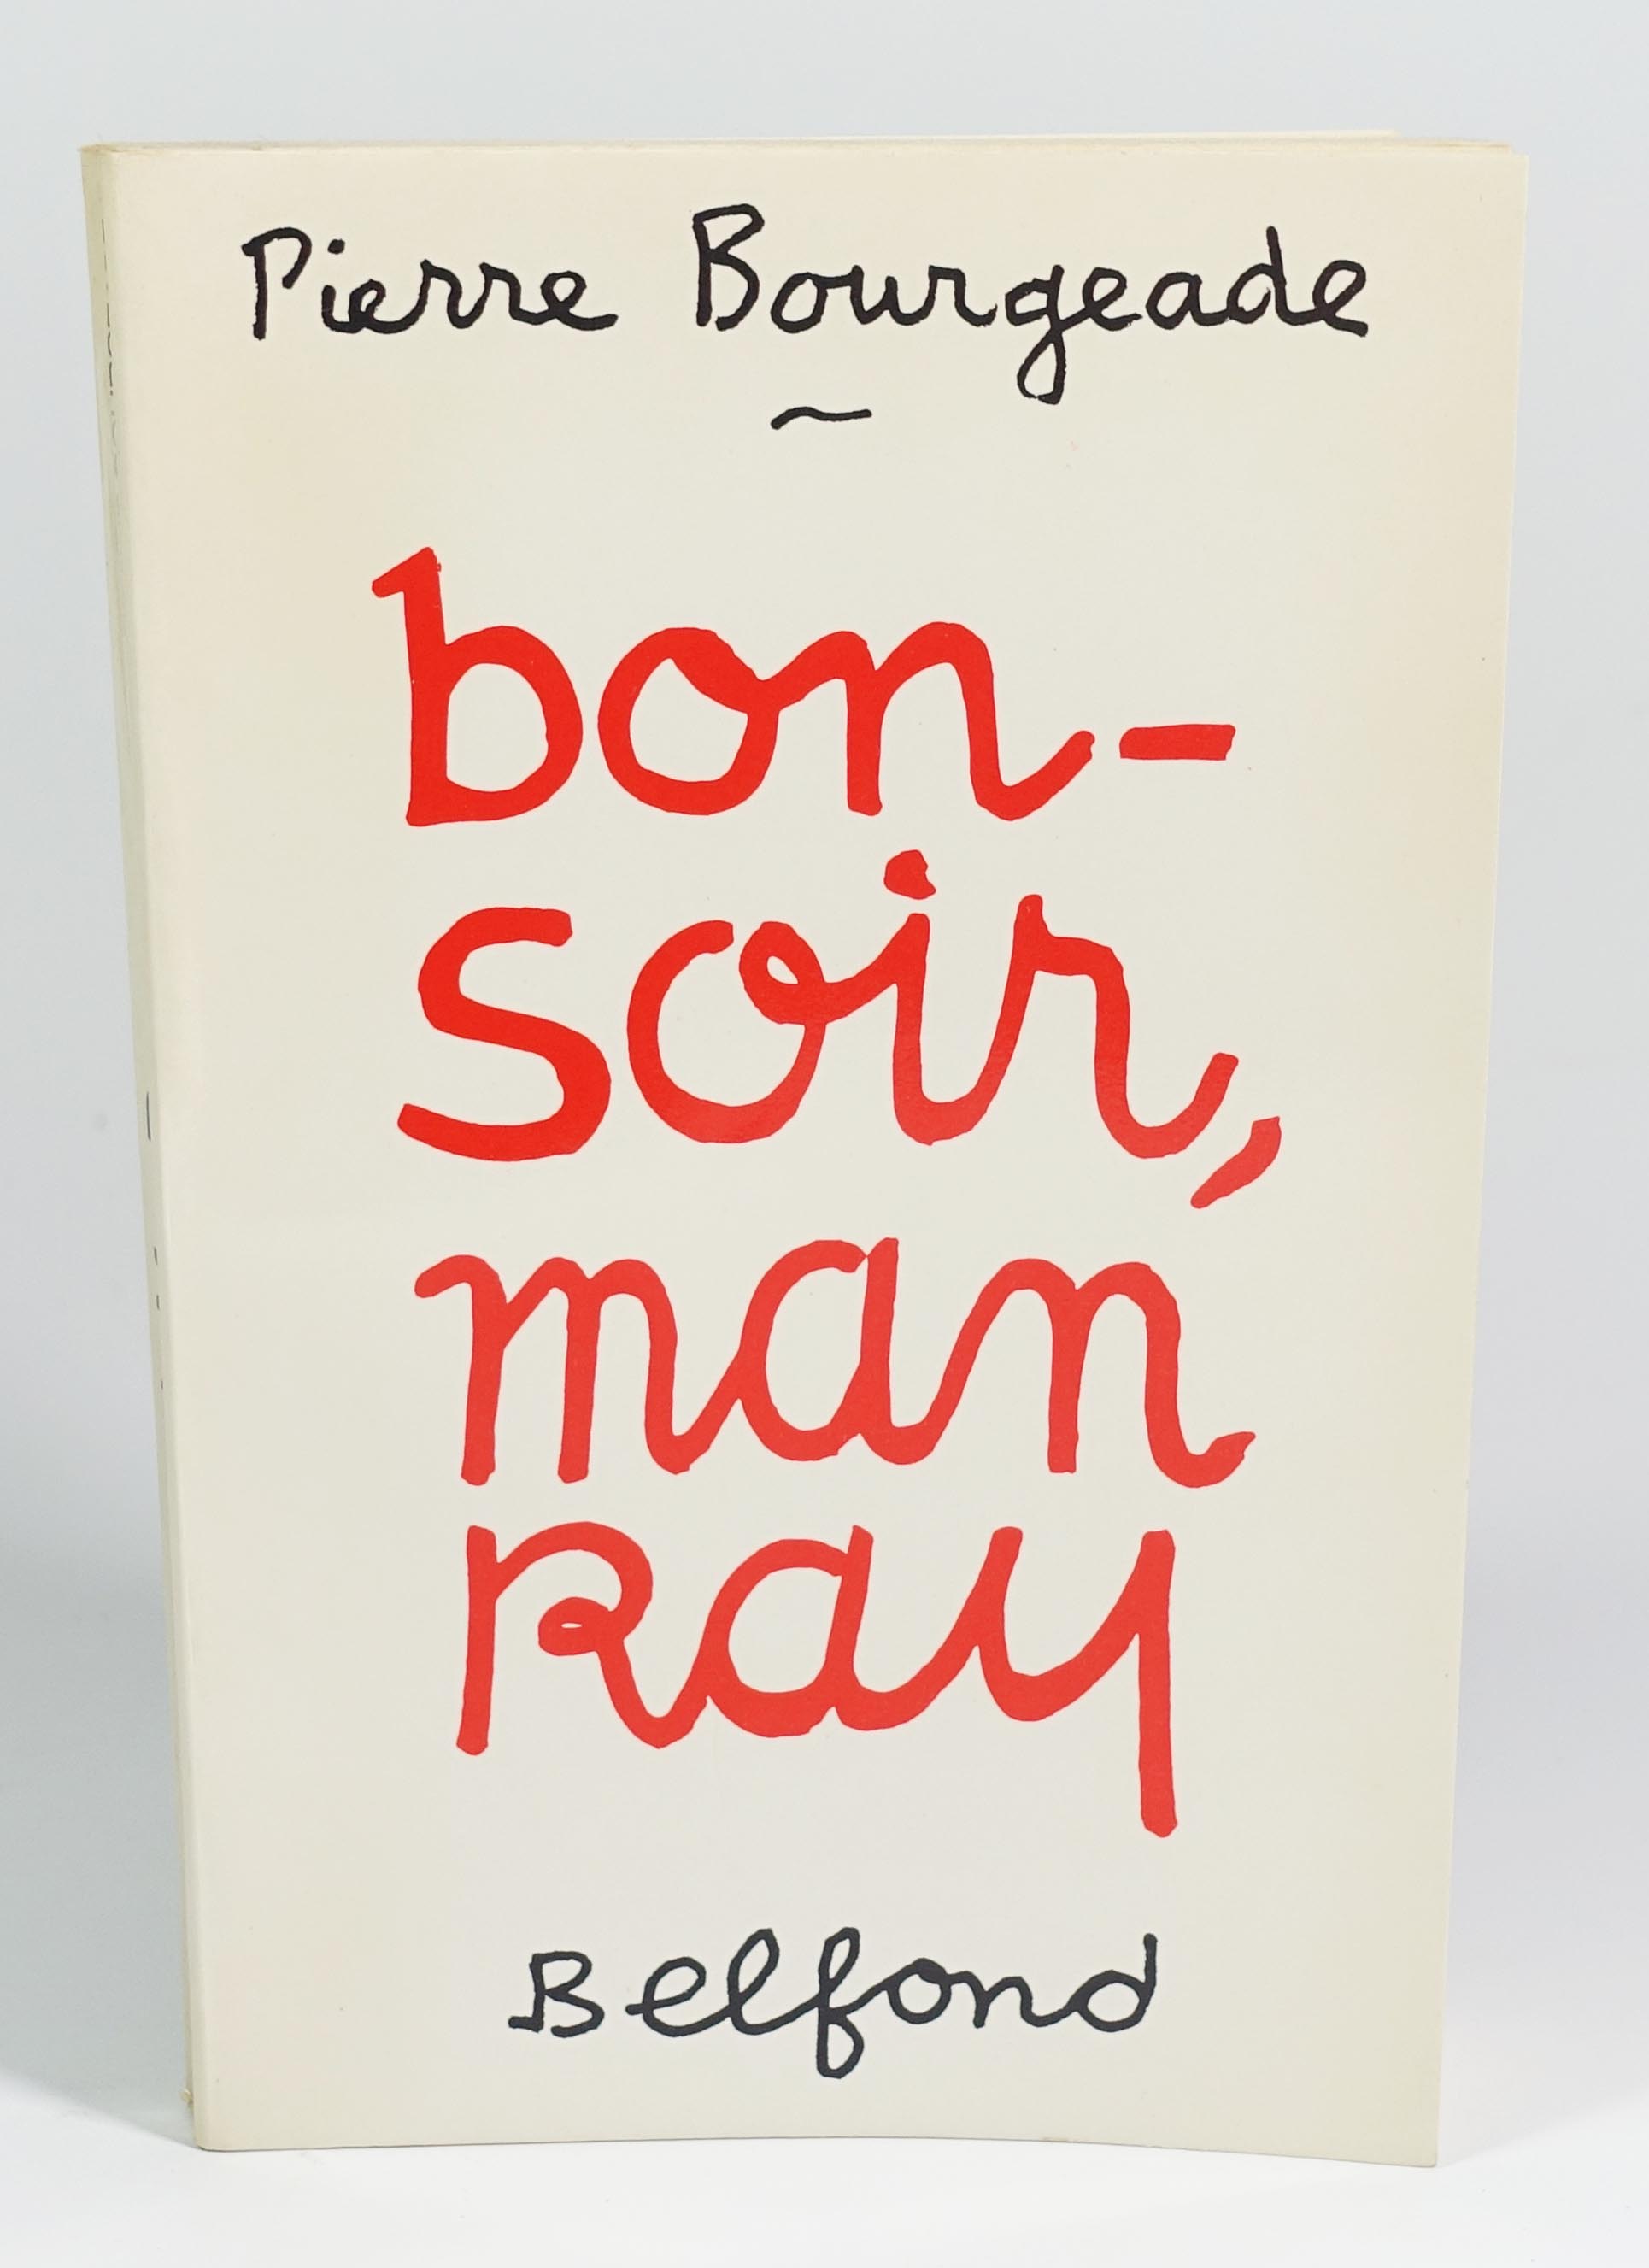 Pierre Bourgeade
~
bon-
soir,
man
Ray
Belfond